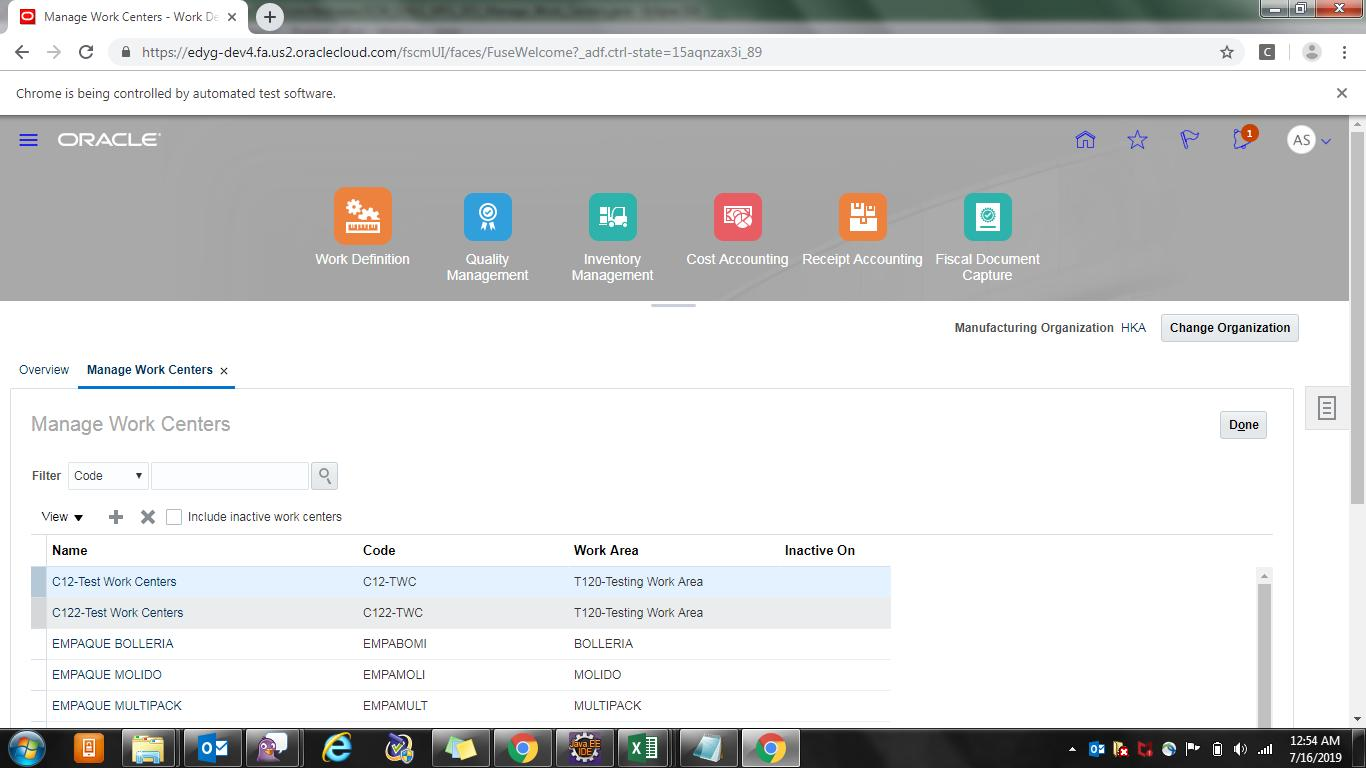 Manage Work Centers - Work De
https://edyg-dev4.fa.us2.oraclecloud.com/fscmUI/faces/FuseWelcome?_adf.ctrl-state=15aqnzax3i_89
C
Chrome is being controlled by automated test software.
ORACLE
1
AS
Work Definition
Quality Management
Inventory Management
Cost Accounting
Receipt Accounting
Fiscal Document Capture
Manufacturing Organization HKA Change Organization
Overview Manage Work Centers
Manage Work Centers
Done
Filter Code
View Include inactive work centers
Name Code Work Area Inactive On
C12-Test Work Centers C12-TWC T120-Testing Work Area
C122-Test Work Centers C122-TWC T120-Testing Work Area
EMPAQUE BOLLERIA EMPABOMI BOLLERIA
EMPAQUE MOLIDO EMPAMOLI MOLIDO
EMPAQUE MULTIPACK EMPAMULT MULTIPACK
Java EE
IDE
12:54 AM
7/16/2019